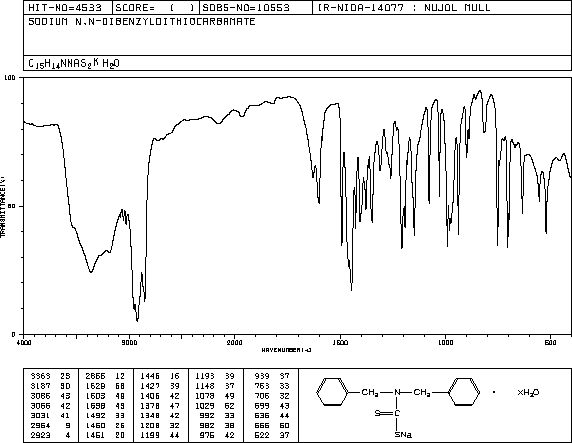 HIT-NO=4533 SCORE= ( ) SDBS-NO=10553 IR-NIDA-14077 : NUJOL MULL
SODIUM N,N-DIBENZYLDITHIOCARBAMATE
C15H14NNAS2 X H2O
100
50
0
TRANSMITTANCE(%)
4000 3000 2000 1500 1000 500
WAVENUMBER(-1)
3363 23 2866 12 1446 16 1193 39 939 37
3187 30 1629 68 1427 39 1148 37 753 33
3086 43 1603 48 1406 42 1079 49 706 32
3066 42 1598 49 1378 47 1029 62 699 43
3031 41 1492 33 1348 42 992 33 636 44
2964 9 1460 26 1208 32 982 38 666 60
2923 4 1451 20 1199 44 976 42 522 37
CH2 N CH2 · XH2O
S C
SNa